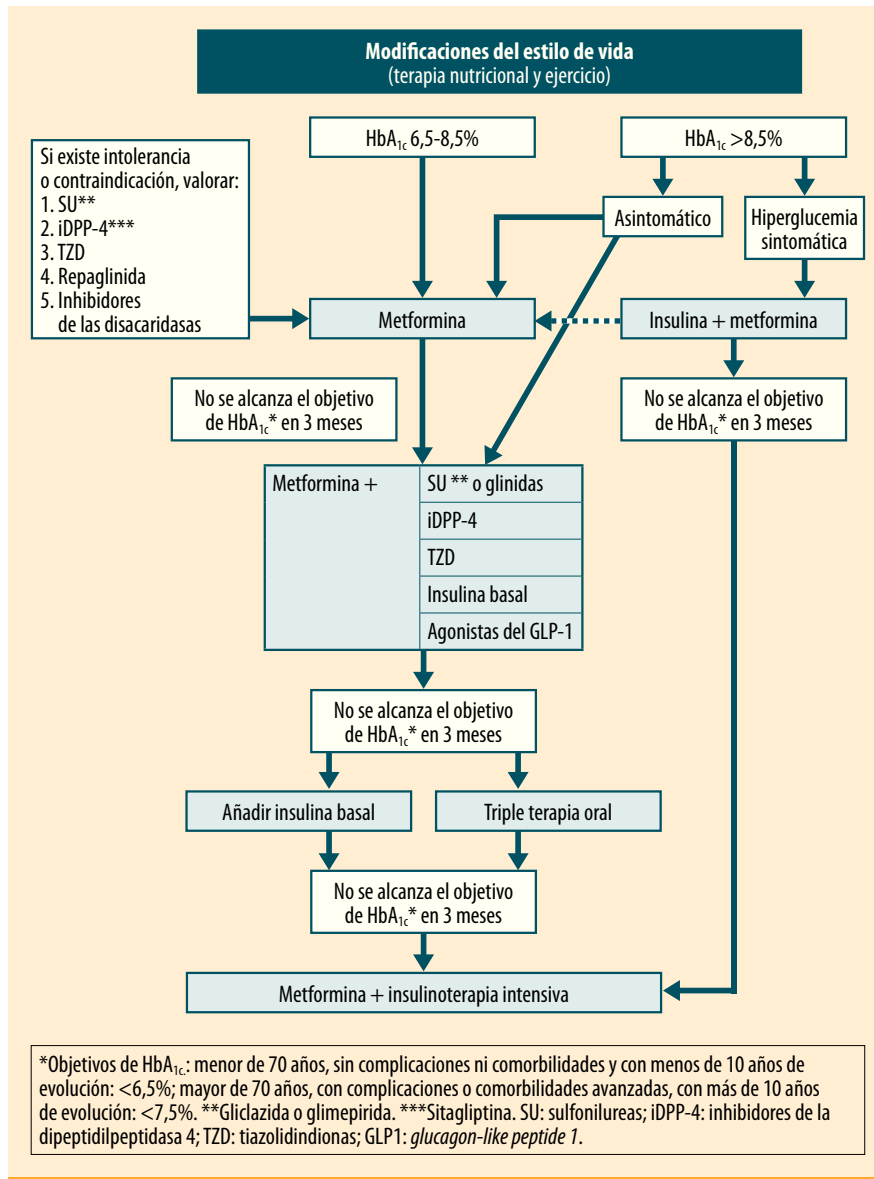 Modificaciones del estilo de vida
(terapia nutricional y ejercicio)
HbA1c 6,5-8,5%
HbA1c >8,5%
Si existe intolerancia
o contraindicación, valorar:
1. SU**
2. iDPP-4***
3. TZD
4. Repaglinida
5. Inhibidores
de las disacaridasas
Asintomático
Hiperglucemia
sintomática
Metformina
Insulina + metformina
No se alcanza el objetivo
de HbA1c* en 3 meses
No se alcanza el objetivo
de HbA1c* en 3 meses
Metformina +
SU ** o glinidas
iDPP-4
TZD
Insulina basal
Agonistas del GLP-1
No se alcanza el objetivo
de HbA1c* en 3 meses
Añadir insulina basal
Triple terapia oral
No se alcanza el objetivo
de HbA1c* en 3 meses
Metformina + insulinoterapia intensiva
*Objetivos de HbA1c.: menor de 70 años, sin complicaciones ni comorbilidades y con menos de 10 años de
evolución: <6,5%; mayor de 70 años, con complicaciones o comorbilidades avanzadas, con más de 10 años
de evolución: <7,5%. **Gliclazida o glimepirida. ***Sitagliptina. SU: sulfonilureas; iDPP-4: inhibidores de la
dipeptidilpeptidasa 4; TZD: tiazolidindionas; GLP1: glucagon-like peptide 1.